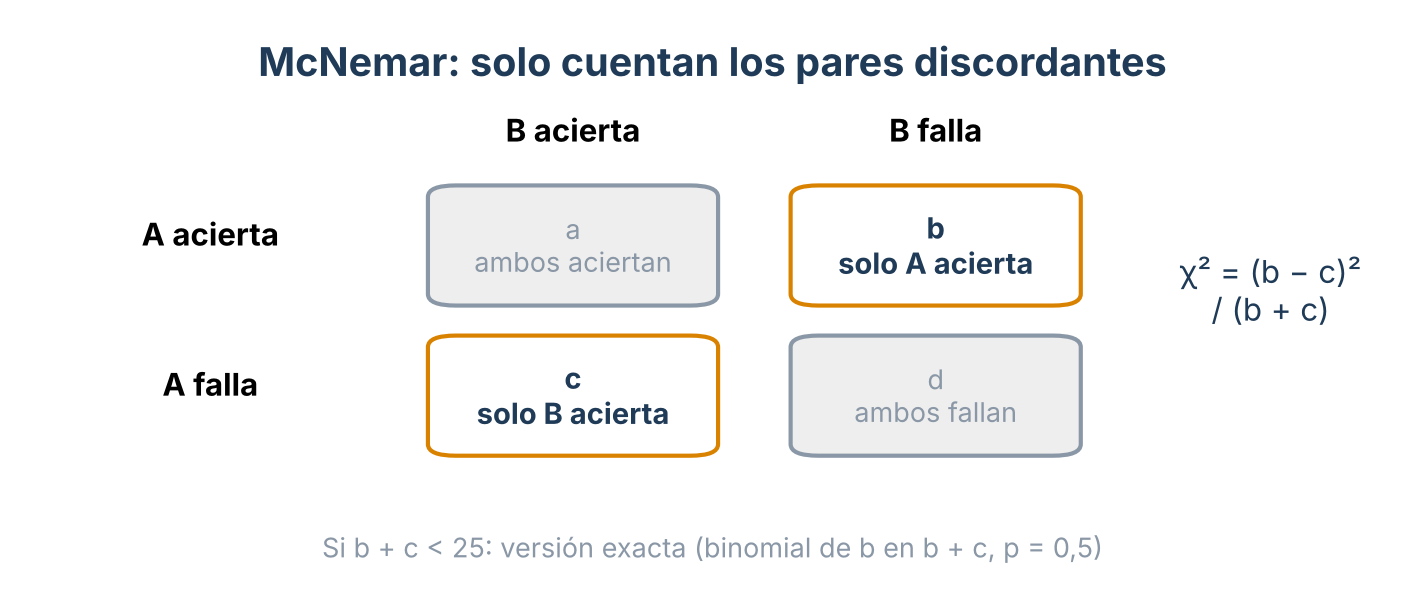 McNemar: solo cuentan los pares discordantes
B acierta
B falla
A acierta
a
ambos aciertan
b
solo A acierta
χ² = (b − c)²
/ (b + c)
A falla
c
solo B acierta
d
ambos fallan
Si b + c < 25: versión exacta (binomial de b en b + c, p = 0,5)